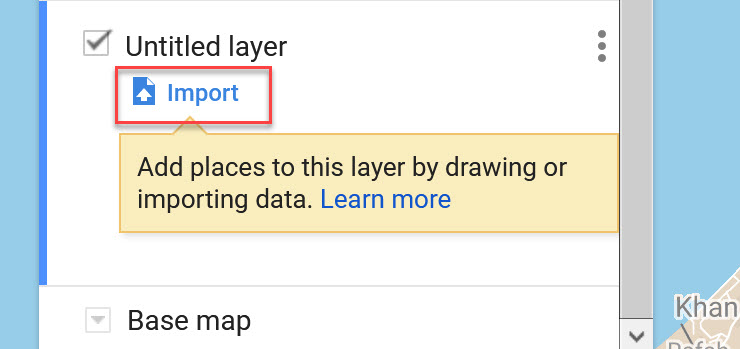 Untitled layer
Import
Add places to this layer by drawing or
importing data. Learn more
Base map
Khan